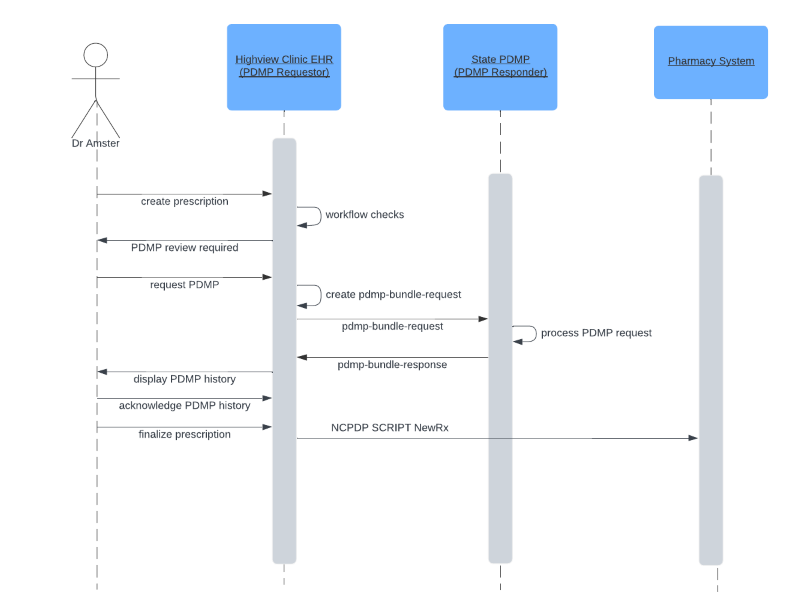 Highview Clinic EHR
(PDMP Requestor)
State PDMP
(PDMP Responder)
Pharmacy System
Dr Amster
create prescription
workflow checks
PDMP review required
request PDMP
create pdmp-bundle-request
pdmp-bundle-request
process PDMP request
pdmp-bundle-response
display PDMP history
acknowledge PDMP history
finalize prescription
NCPDP SCRIPT NewRx